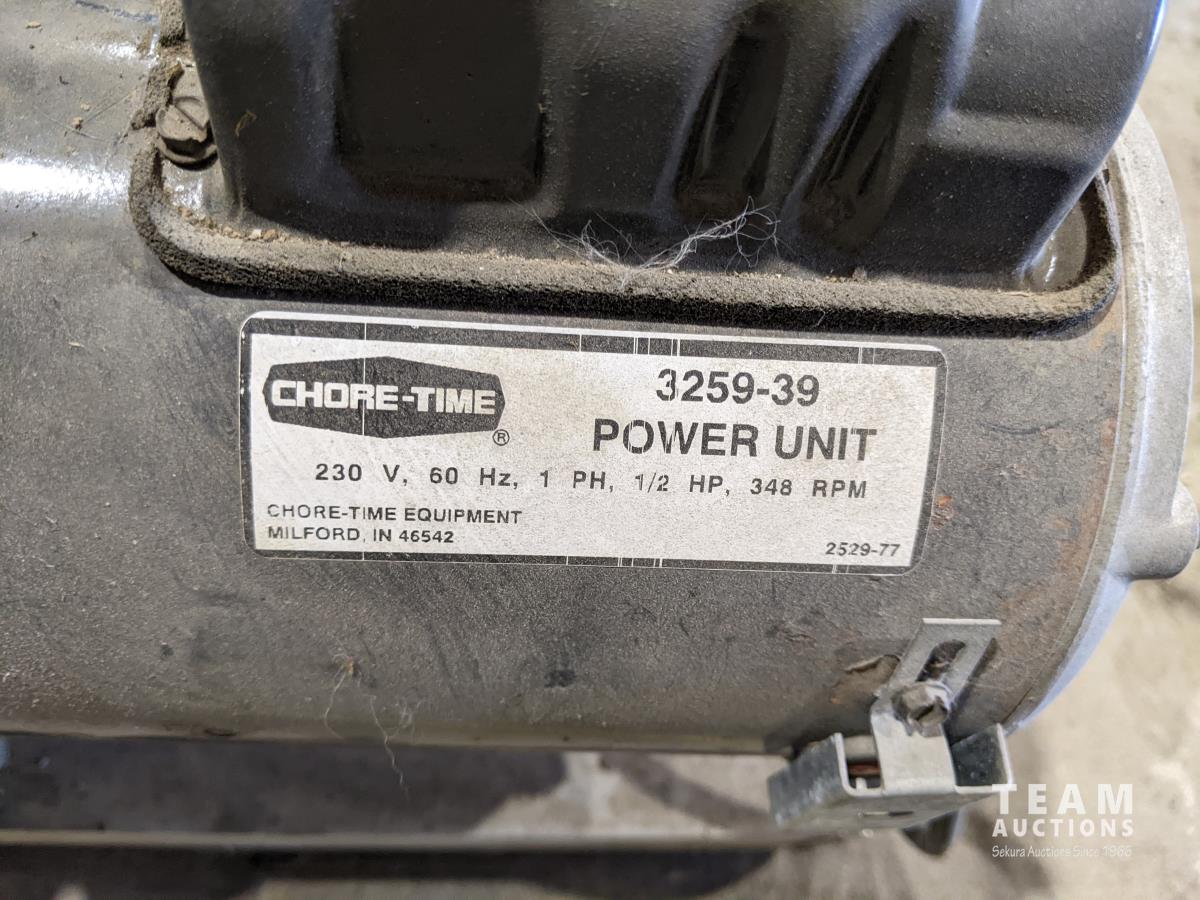 CHORE-TIME ®
3259-39
POWER UNIT
230 V, 60 Hz, 1 PH, 1/2 HP, 348 RPM
CHORE-TIME EQUIPMENT
MILFORD, IN 46542
2529-77
TEAM
AUCTIONS
Sekura Auctions Since 1966